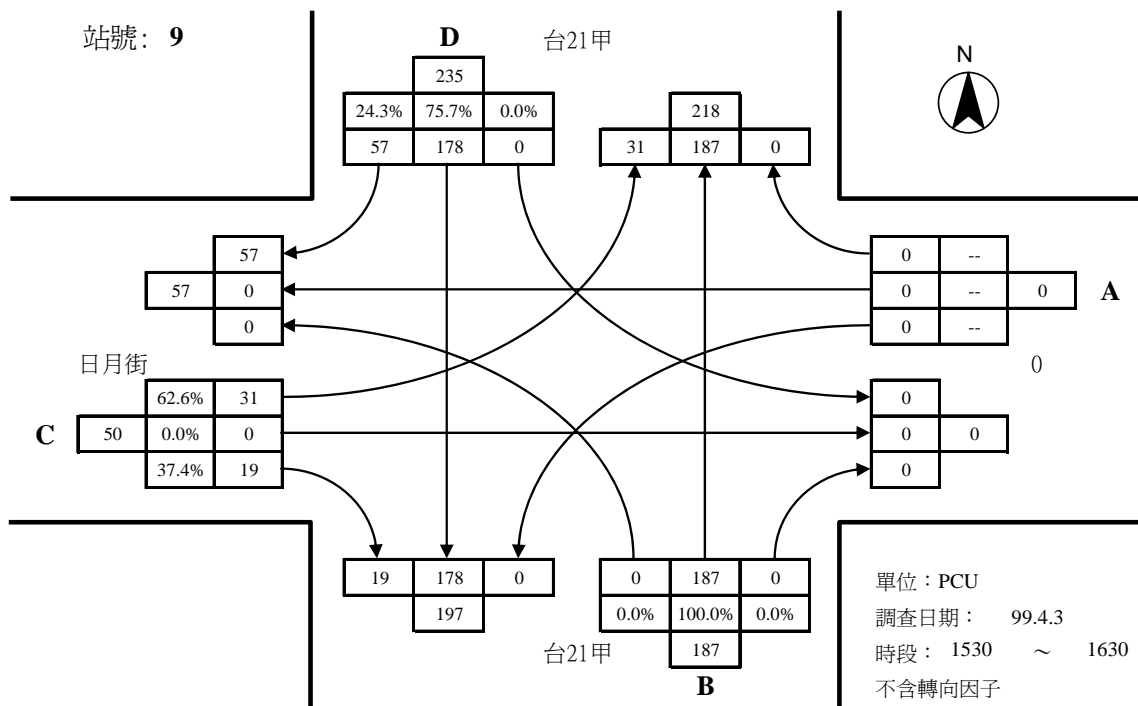 站號: 9
D
台21甲
N
235
24.3% 75.7% 0.0%
57 178 0
218
31 187 0
57
57 0
0
0 --
0 -- 0
0 --
A
日月街
0
62.6% 31
C
50 0.0% 0
37.4% 19
0
0 0
0
19 178 0
197
0 187 0
0.0% 100.0% 0.0%
187
台21甲
B
單位：PCU
調查日期： 99.4.3
時段： 1530 ～ 1630
不含轉向因子